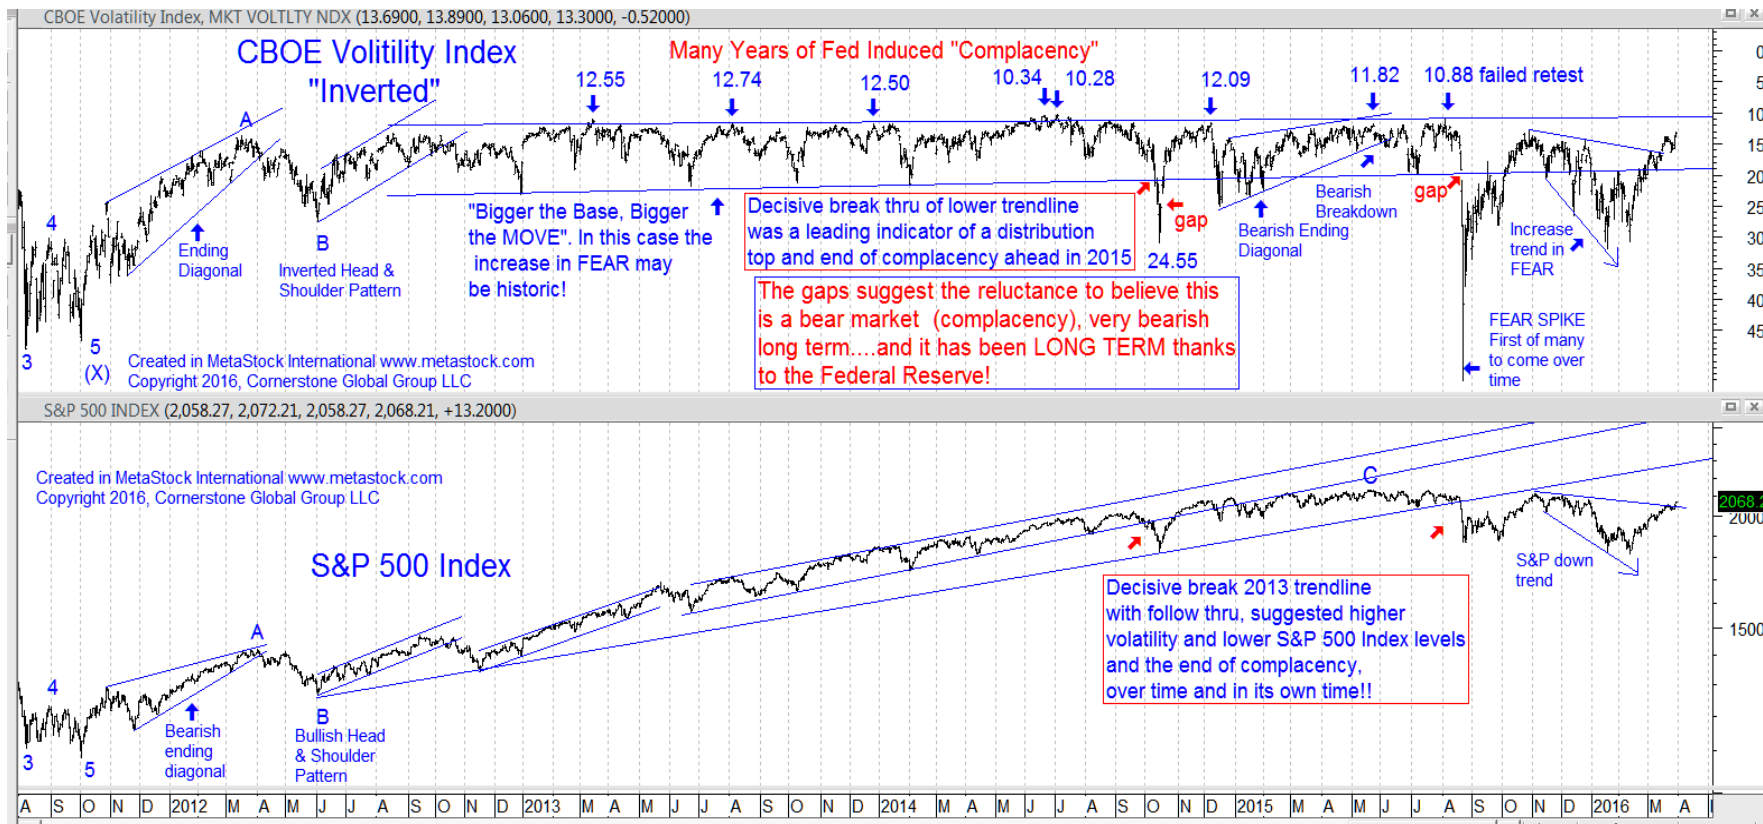 CBOE Volatility Index, MKT VOLTLTY NDX (13.6900, 13.8900, 13.0600, 13.3000, -0.52000)
CBOE Volitility Index
"Inverted"
Many Years of Fed Induced "Complacency"
12.55
12.74
12.50
10.34
10.28
12.09
11.82
10.88 failed retest
A
4
3
5
(X)
B
Ending
Diagonal
Inverted Head &
Shoulder Pattern
"Bigger the Base, Bigger
the MOVE". In this case the
increase in FEAR may
be historic!
Decisive break thru of lower trendline
was a leading indicator of a distribution
top and end of complacency ahead in 2015
gap
24.55
The gaps suggest the reluctance to believe this
is a bear market (complacency), very bearish
long term....and it has been LONG TERM thanks
to the Federal Reserve!
Bearish Ending
Diagonal
Bearish
Breakdown
gap
Increase
trend in
FEAR
FEAR SPIKE
First of many
to come over
time
Created in MetaStock International www.metastock.com
Copyright 2016, Cornerstone Global Group LLC
0
5
10
15
20
25
30
35
40
45
S&P 500 INDEX (2,058.27, 2,072.21, 2,058.27, 2,068.21, +13.2000)
Created in MetaStock International www.metastock.com
Copyright 2016, Cornerstone Global Group LLC
S&P 500 Index
A
4
3
5
B
C
Bearish
ending
diagonal
Bullish Head
& Shoulder
Pattern
Decisive break 2013 trendline
with follow thru, suggested higher
volatility and lower S&P 500 Index levels
and the end of complacency,
over time and in its own time!!
S&P down
trend
2068.2
2000
1500
A S O N D 2012 M A M J J A S O N D 2013 M A M J J A S O N D 2014 M A M J J A S O N D 2015 M A M J J A S O N D 2016 M A